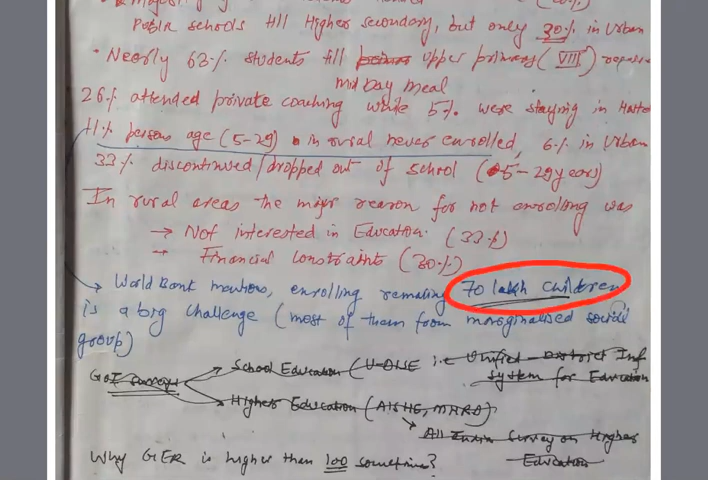 Public schools till Higher secondary, but only 30% in Urban
• Nearly 63% students till upper primary (VIII)
Mid Day Meal
26% attended private coaching while 5% were staying in
11% persons age (5-29) in rural never enrolled, 6% in Urban
33% discontinued/dropped out of school (5-29 years)
In rural areas the major reason for not enrolling was
→ Not interested in Education. (33%)
→ Financial constraints (30%)
→ World Bank mentions, enrolling remaining 70 lakh children
is a big challenge (most of them from marginalised social
group)
School Education (U-DISE i.e. Unified District Inf
GoI surveys
system for Education
Higher Education (AISHE, MHRD)
All India Survey on Higher
Education
Why GER is higher than 100 sometimes?